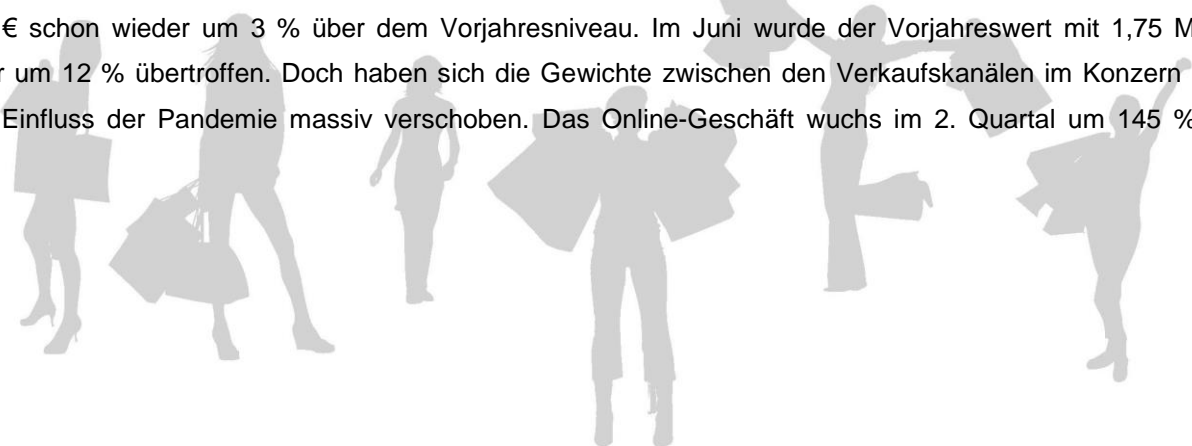 € schon wieder um 3 % über dem Vorjahresniveau. Im Juni wurde der Vorjahreswert mit 1,75 M
um 12 % übertroffen. Doch haben sich die Gewichte zwischen den Verkaufskanälen im Konzern
Einfluss der Pandemie massiv verschoben. Das Online-Geschäft wuchs im 2. Quartal um 145 %